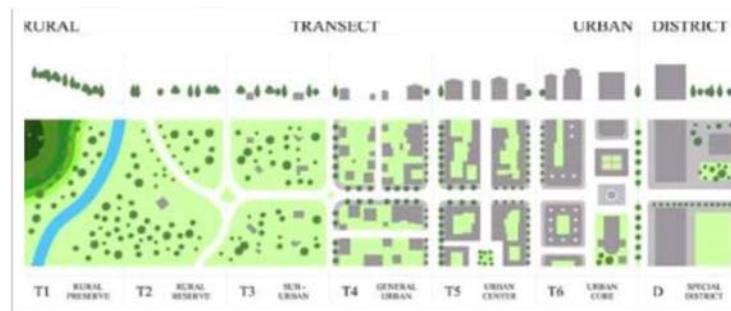 RURAL TRANSECT URBAN DISTRICT
T1 RURAL PRESERVE
T2 RURAL RESERVE
T3 SUB-URBAN
T4 GENERAL URBAN
T5 URBAN CENTER
T6 URBAN CORE
D SPECIAL DISTRICT